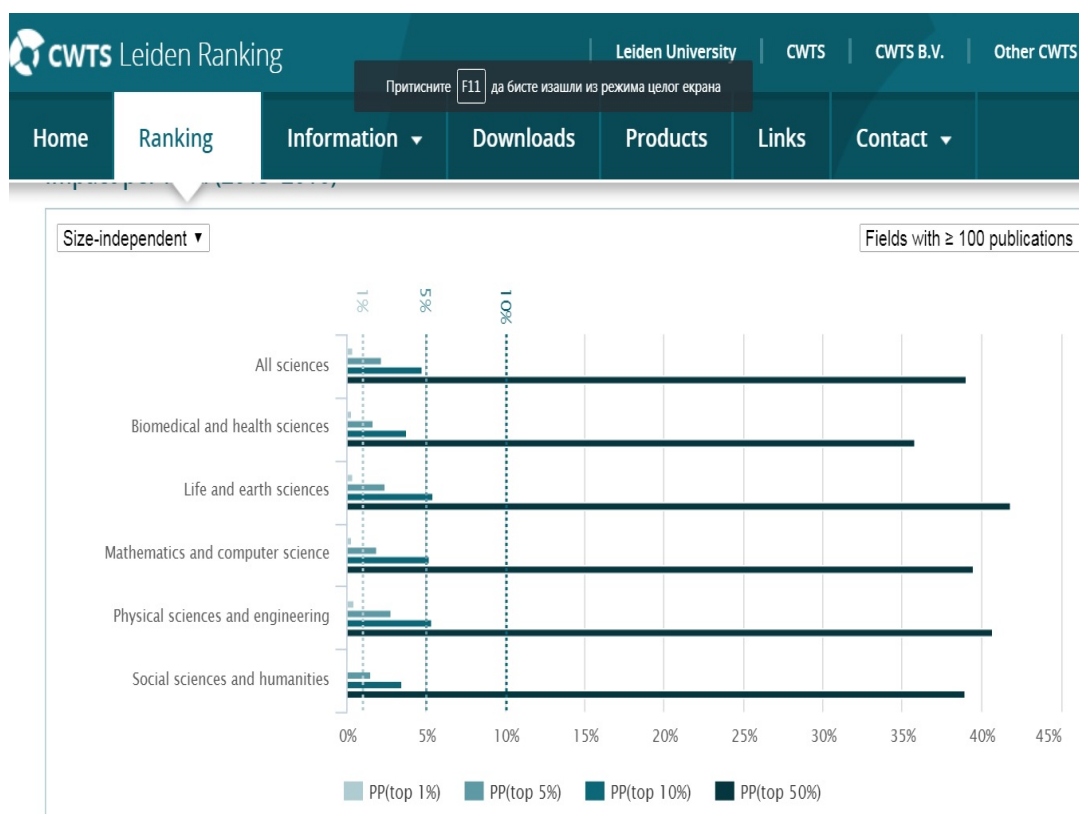 CWTS Leiden Ranking
Leiden University CWTS CWTS B.V. Other CWTS
Притисните F11 да бисте изашли из режима целог екрана
Home Ranking Information Downloads Products Links Contact
Size-independent
Fields with ≥ 100 publications
1% 5% 10%
All sciences
Biomedical and health sciences
Life and earth sciences
Mathematics and computer science
Physical sciences and engineering
Social sciences and humanities
0% 5% 10% 15% 20% 25% 30% 35% 40% 45%
PP(top 1%) PP(top 5%) PP(top 10%) PP(top 50%)